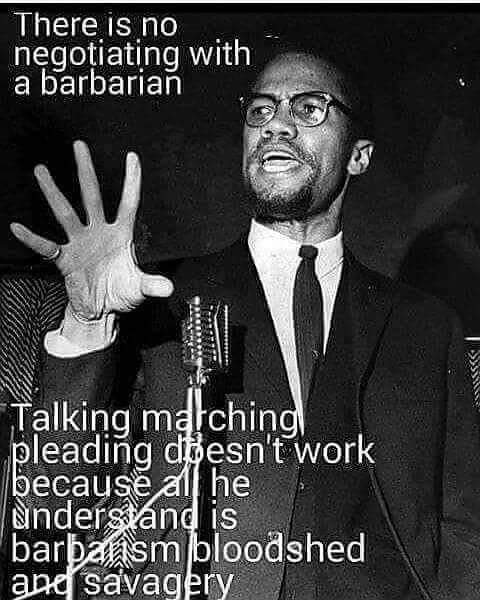 There is no
negotiating with
a barbarian
Talking marching
pleading doesn't work
because all he
understand is
barbarism bloodshed
and savagery